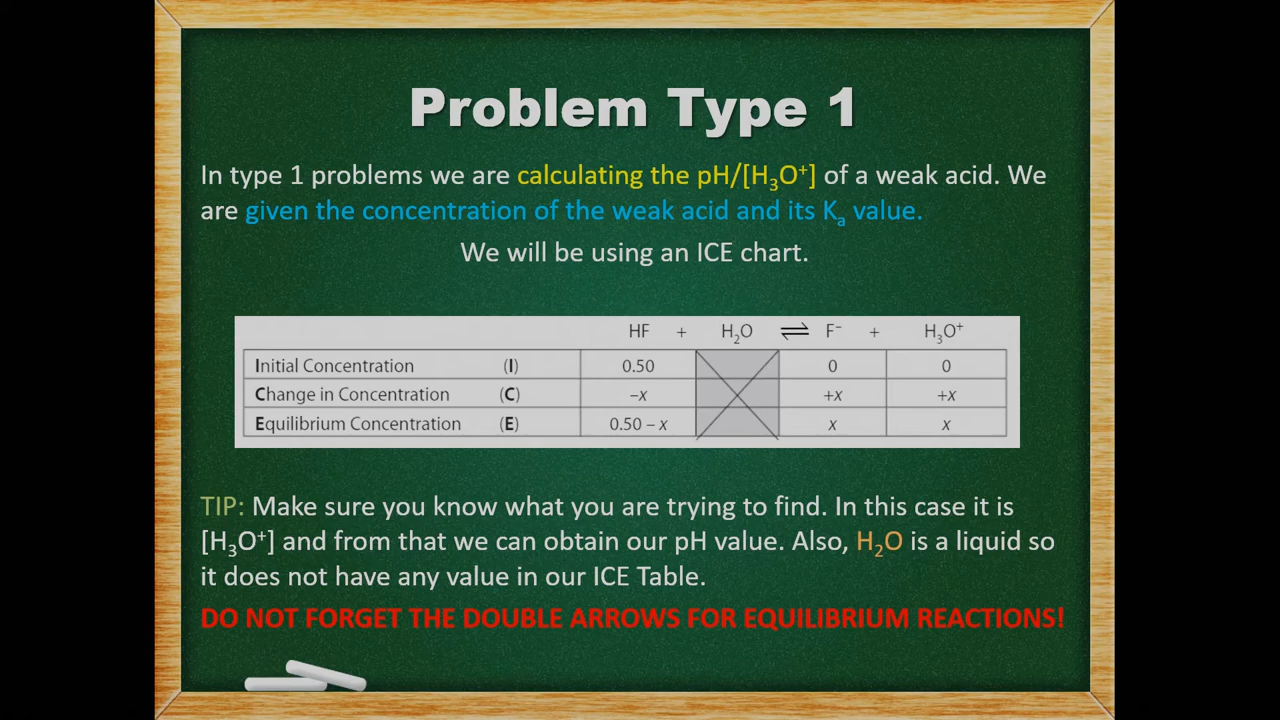 Problem Type 1
In type 1 problems we are calculating the pH/[H₃O⁺] of a weak acid. We
are given the concentration of the weak acid and its Kₐ value.
We will be using an ICE chart.
HF + H₂O ⇌ F⁻ + H₃O⁺
Initial Concentration (I) 0.50 0 0
Change in Concentration (C) –x +x +x
Equilibrium Concentration (E) 0.50 – x x x
TIP: Make sure you know what you are trying to find. In this case it is
[H₃O⁺] and from that we can obtain our pH value. Also, H₂O is a liquid so
it does not have any value in our ICE Table.
DO NOT FORGET THE DOUBLE ARROWS FOR EQUILIBRIUM REACTIONS!